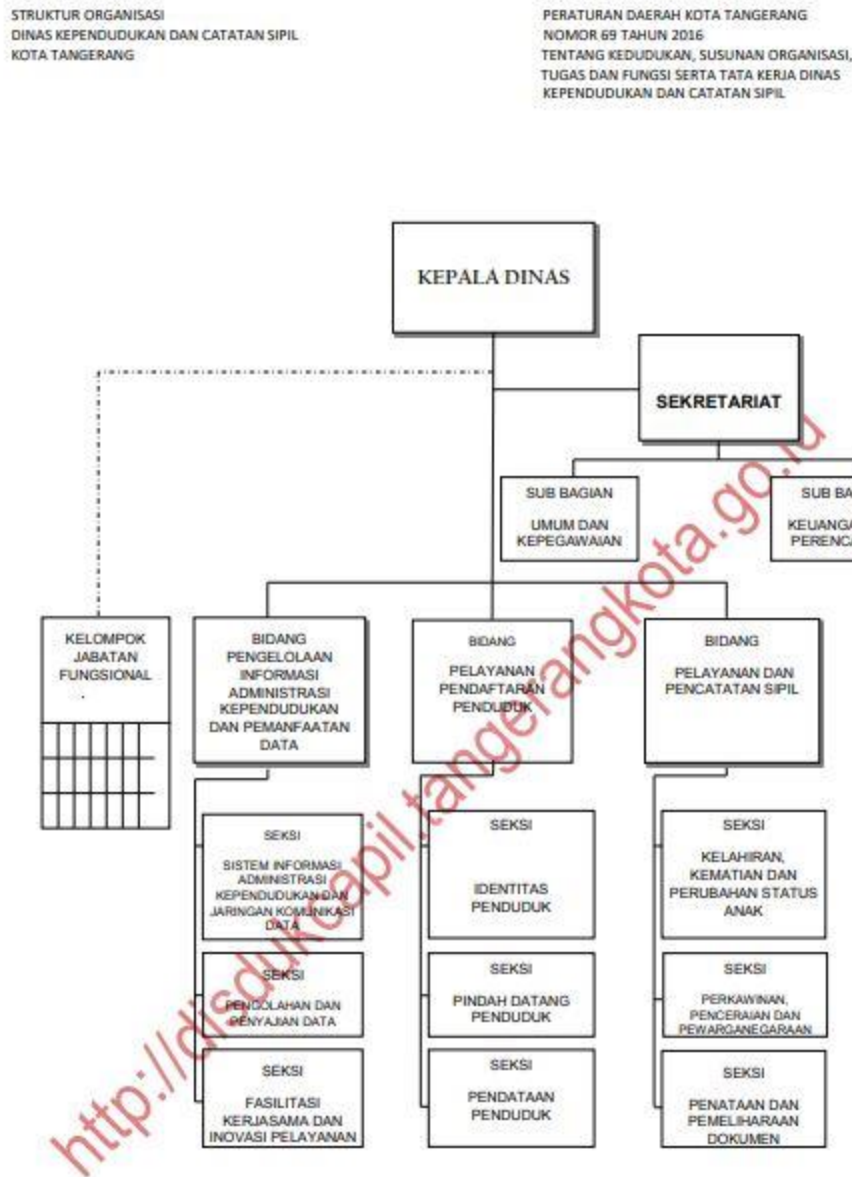 STRUKTUR ORGANISASI
DINAS KEPENDUDUKAN DAN CATATAN SIPIL
KOTA TANGERANG
PERATURAN DAERAH KOTA TANGERANG
NOMOR 69 TAHUN 2016
TENTANG KEDUDUKAN, SUSUNAN ORGANISASI,
TUGAS DAN FUNGSI SERTA TATA KERJA DINAS
KEPENDUDUKAN DAN CATATAN SIPIL
KEPALA DINAS
SEKRETARIAT
SUB BAGIAN
UMUM DAN
KEPEGAWAIAN
SUB
KELOMPOK
JABATAN
FUNGSIONAL
BIDANG
PENGELOLAAN
INFORMASI
ADMINISTRASI
KEPENDUDUKAN
DAN PEMANFAATAN
DATA
BIDANG
PELAYANAN
PENDAFTARAN
PENDUDUK
BIDANG
PELAYANAN DAN
PENCATATAN SIPIL
SEKSI
SISTEM INFORMASI
ADMINISTRASI
KEPENDUDUKAN DAN
JARINGAN KOMUNIKASI
DATA
SEKSI
PENGOLAHAN DAN
PENYAJIAN DATA
SEKSI
FASILITASI
KERJASAMA DAN
INOVASI PELAYANAN
SEKSI
IDENTITAS
PENDUDUK
SEKSI
PINDAH DATANG
PENDUDUK
SEKSI
PENDATAAN
PENDUDUK
SEKSI
KELAHIRAN,
KEMATIAN DAN
PERUBAHAN STATUS
ANAK
SEKSI
PERKAWINAN,
PENCERAIAN DAN
PEWARGANEGARAAN
SEKSI
PENATAAN DAN
PEMELIHARAAN
DOKUMEN
http://disdukcapil.tangerangkota.go.id